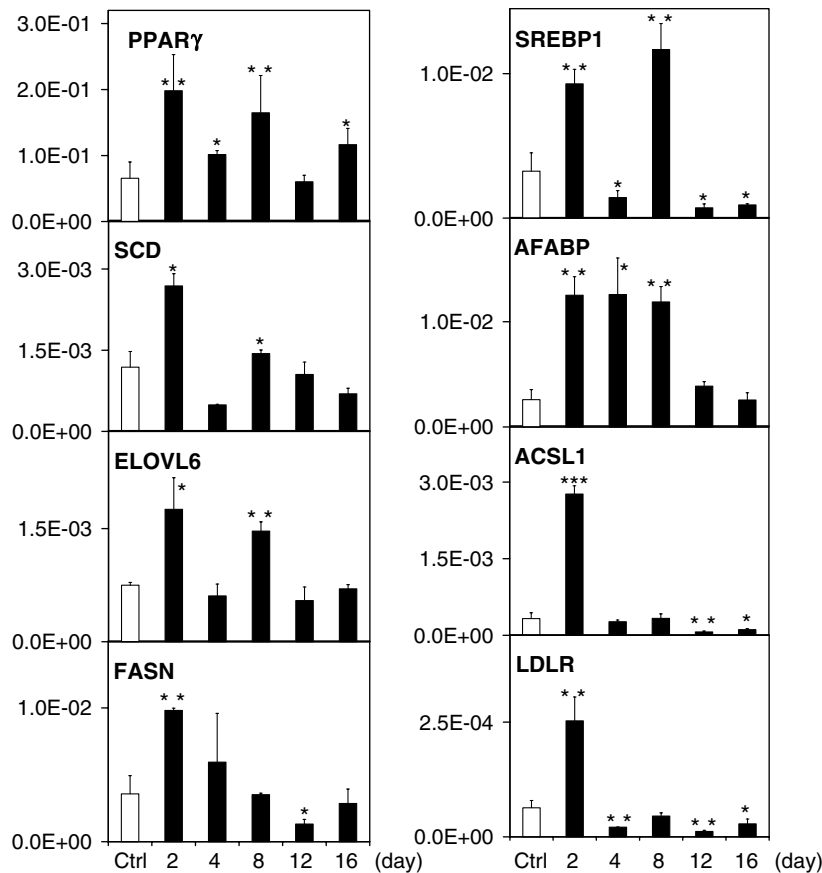 PPARγ
3.0E-01
2.0E-01
1.0E-01
0.0E+00
** * ** *
SCD
3.0E-03
1.5E-03
0.0E+00
* *
ELOVL6
1.5E-03
0.0E+00
* **
FASN
1.0E-02
0.0E+00
** *
Ctrl 2 4 8 12 16 (day)
SREBP1
1.0E-02
0.0E+00
** * ** * *
AFABP
1.0E-02
0.0E+00
** * **
ACSL1
3.0E-03
1.5E-03
0.0E+00
*** ** *
LDLR
2.5E-04
0.0E+00
** ** ** *
Ctrl 2 4 8 12 16 (day)